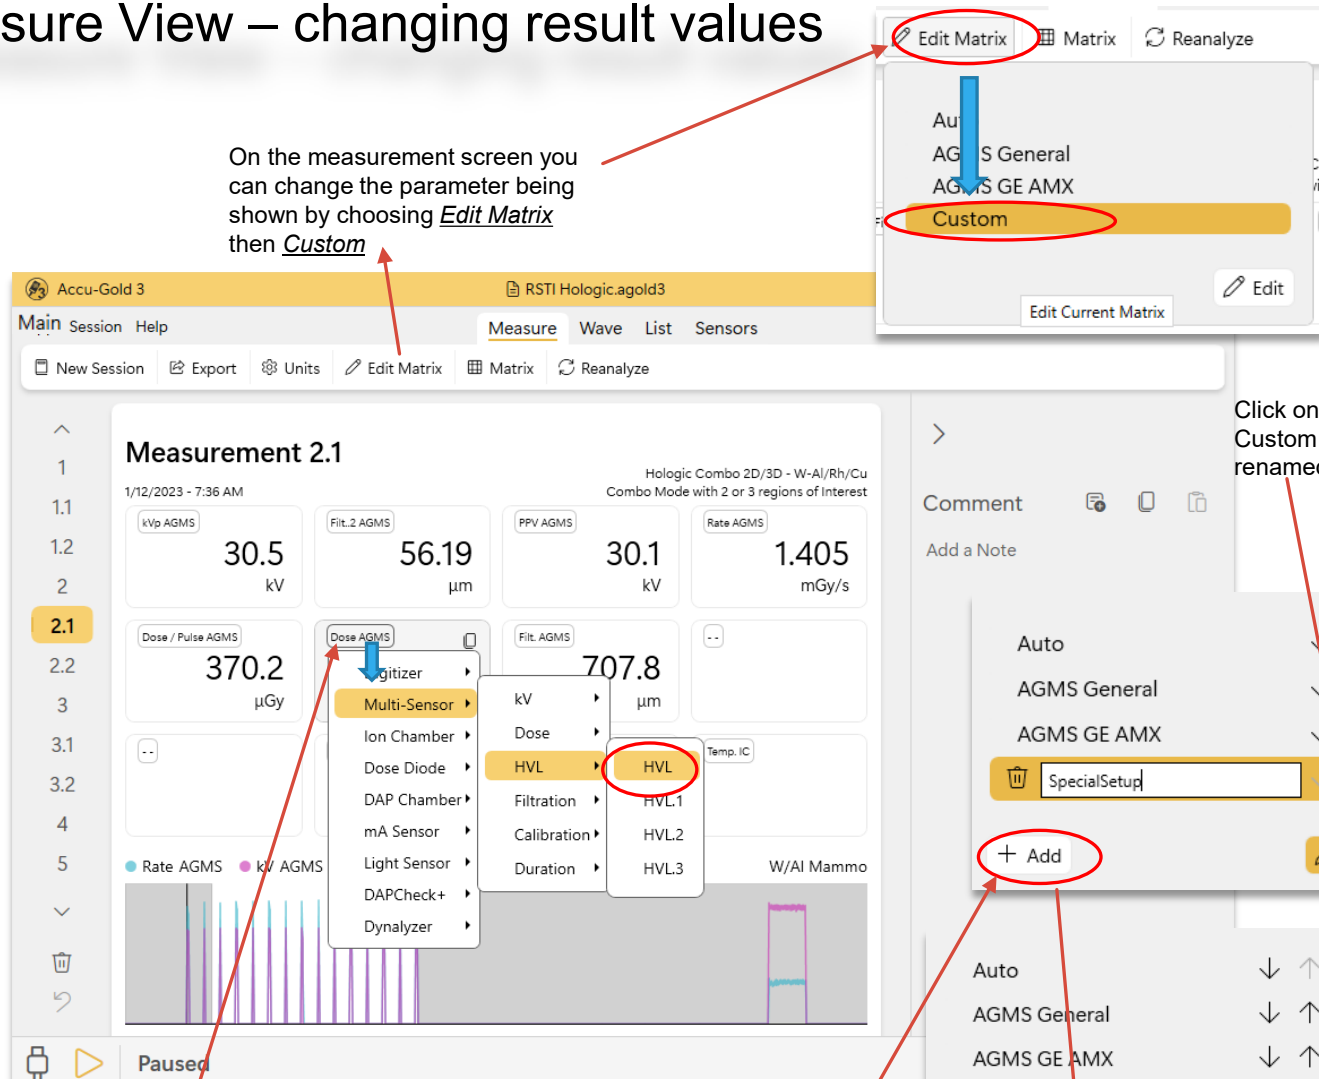 sure View – changing result values
Edit Matrix
Matrix
Reanalyze
AGMS General
AGMS GE AMX
Custom
Edit
Edit Current Matrix
On the measurement screen you
can change the parameter being
shown by choosing Edit Matrix
then Custom
Accu-Gold 3
RSTI Hologic.agold3
Main Session Help
Measure Wave List Sensors
New Session Export Units Edit Matrix Matrix Reanalyze
Click on
Custom
renamed
Measurement 2.1
1/12/2023 - 7:36 AM
Hologic Combo 2D/3D - W-Al/Rh/Cu
Combo Mode with 2 or 3 regions of Interest
1
1.1
1.2
2
2.1
2.2
3
3.1
3.2
4
5
kVp AGMS
30.5
kV
Filt..2 AGMS
56.19
µm
PPV AGMS
30.1
kV
Rate AGMS
1.405
mGy/s
Dose / Pulse AGMS
370.2
µGy
Dose AGMS
Filt. AGMS
707.8
µm
--
--
Temp. IC
Digitizer
Multi-Sensor
Ion Chamber
Dose Diode
DAP Chamber
mA Sensor
Light Sensor
DAPCheck+
Dynalyzer
kV
Dose
HVL
Filtration
Calibration
Duration
HVL
HVL.1
HVL.2
HVL.3
Rate AGMS kV AGMS
W/Al Mammo
Paused
Comment
Add a Note
Auto
AGMS General
AGMS GE AMX
SpecialSetup
+ Add
Auto
AGMS General
AGMS GE AMX